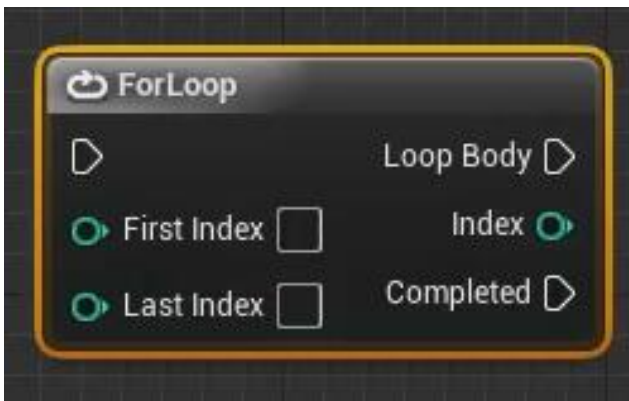 ForLoop
Loop Body
First Index
Index
Last Index
Completed